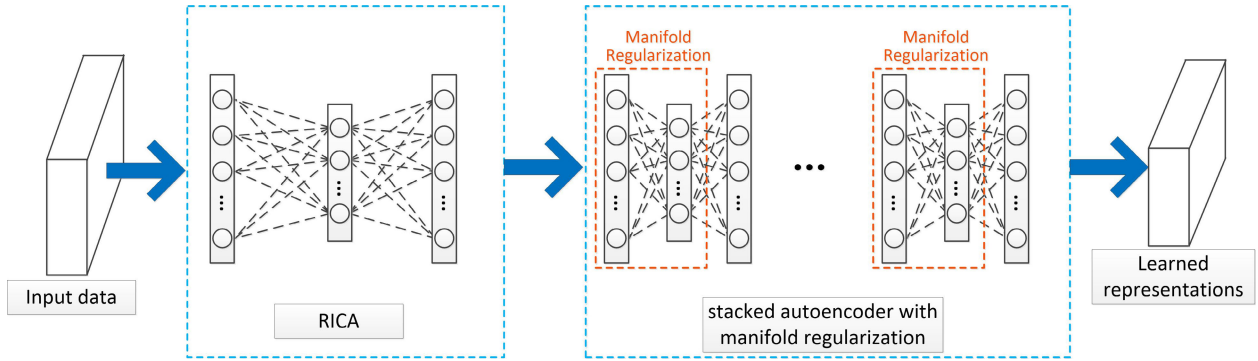 Manifold
Regularization
Manifold
Regularization
Input data
RICA
stacked autoencoder with
manifold regularization
Learned
representations